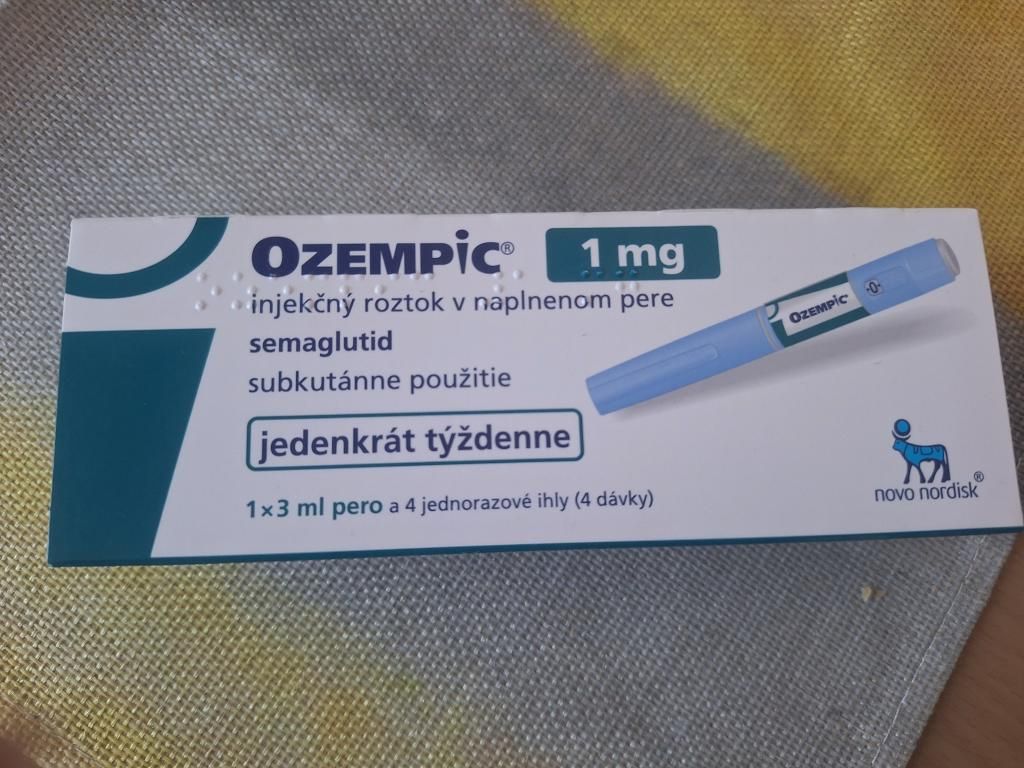 OZEMPIC® 1 mg
injekčný roztok v naplnenom pere
semaglutid
subkutánne použitie
jedenkrát týždenne
1×3 ml pero a 4 jednorazové ihly (4 dávky)
OZEMPIC®
-0-
novo nordisk®